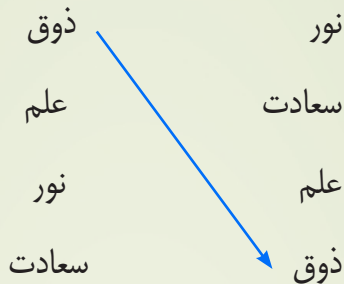 نور ذوق
سعادت علم
علم نور
ذوق سعادت